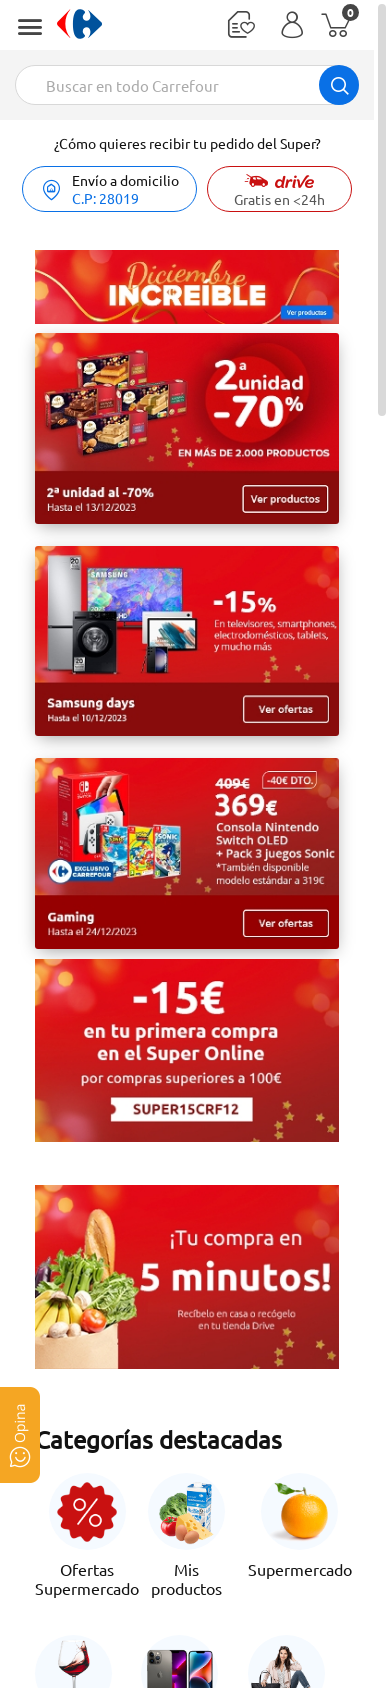 0
Buscar en todo Carrefour
¿Cómo quieres recibir tu pedido del Super?
Envío a domicilio
C.P: 28019
drive
Gratis en <24h
Diciembre
INCREÍBLE
Ver productos
2ª unidad
-70%
EN MÁS DE 2.000 PRODUCTOS
2ª unidad al -70%
Hasta el 13/12/2023
Ver productos
SAMSUNG
-15%
En televisores, smartphones,
electrodomésticos, tablets,
y mucho más
Samsung days
Hasta el 10/12/2023
Ver ofertas
409€
-40€ DTO.
369€
Consola Nintendo
Switch OLED
+ Pack 3 juegos Sonic
*También disponible
modelo estándar a 319€
SONIC
EXCLUSIVO
CARREFOUR
Gaming
Hasta el 24/12/2023
Ver ofertas
-15€
en tu primera compra
en el Super Online
por compras superiores a 100€
SUPER15CRF12
¡Tu compra en
5 minutos!
Recíbelo en casa o recógelo
en tu tienda Drive
Opina
Categorías destacadas
%
Ofertas
Supermercado
Mis
productos
Supermercado